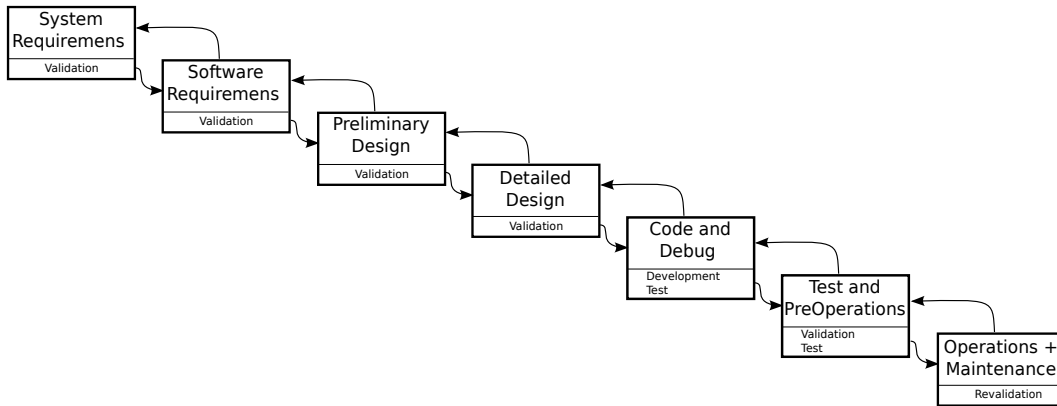 System
Requiremens
Validation
Software
Requiremens
Validation
Preliminary
Design
Validation
Detailed
Design
Validation
Code and
Debug
Development
Test
Test and
PreOperations
Validation
Test
Operations +
Maintenance
Revalidation